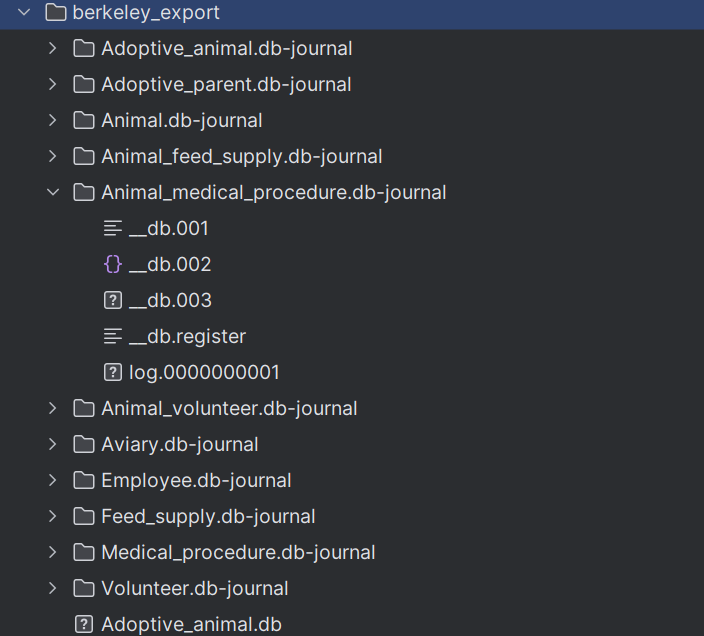 berkeley_export
Adoptive_animal.db-journal
Adoptive_parent.db-journal
Animal.db-journal
Animal_feed_supply.db-journal
Animal_medical_procedure.db-journal
__db.001
__db.002
__db.003
__db.register
log.0000000001
Animal_volunteer.db-journal
Aviary.db-journal
Employee.db-journal
Feed_supply.db-journal
Medical_procedure.db-journal
Volunteer.db-journal
Adoptive_animal.db